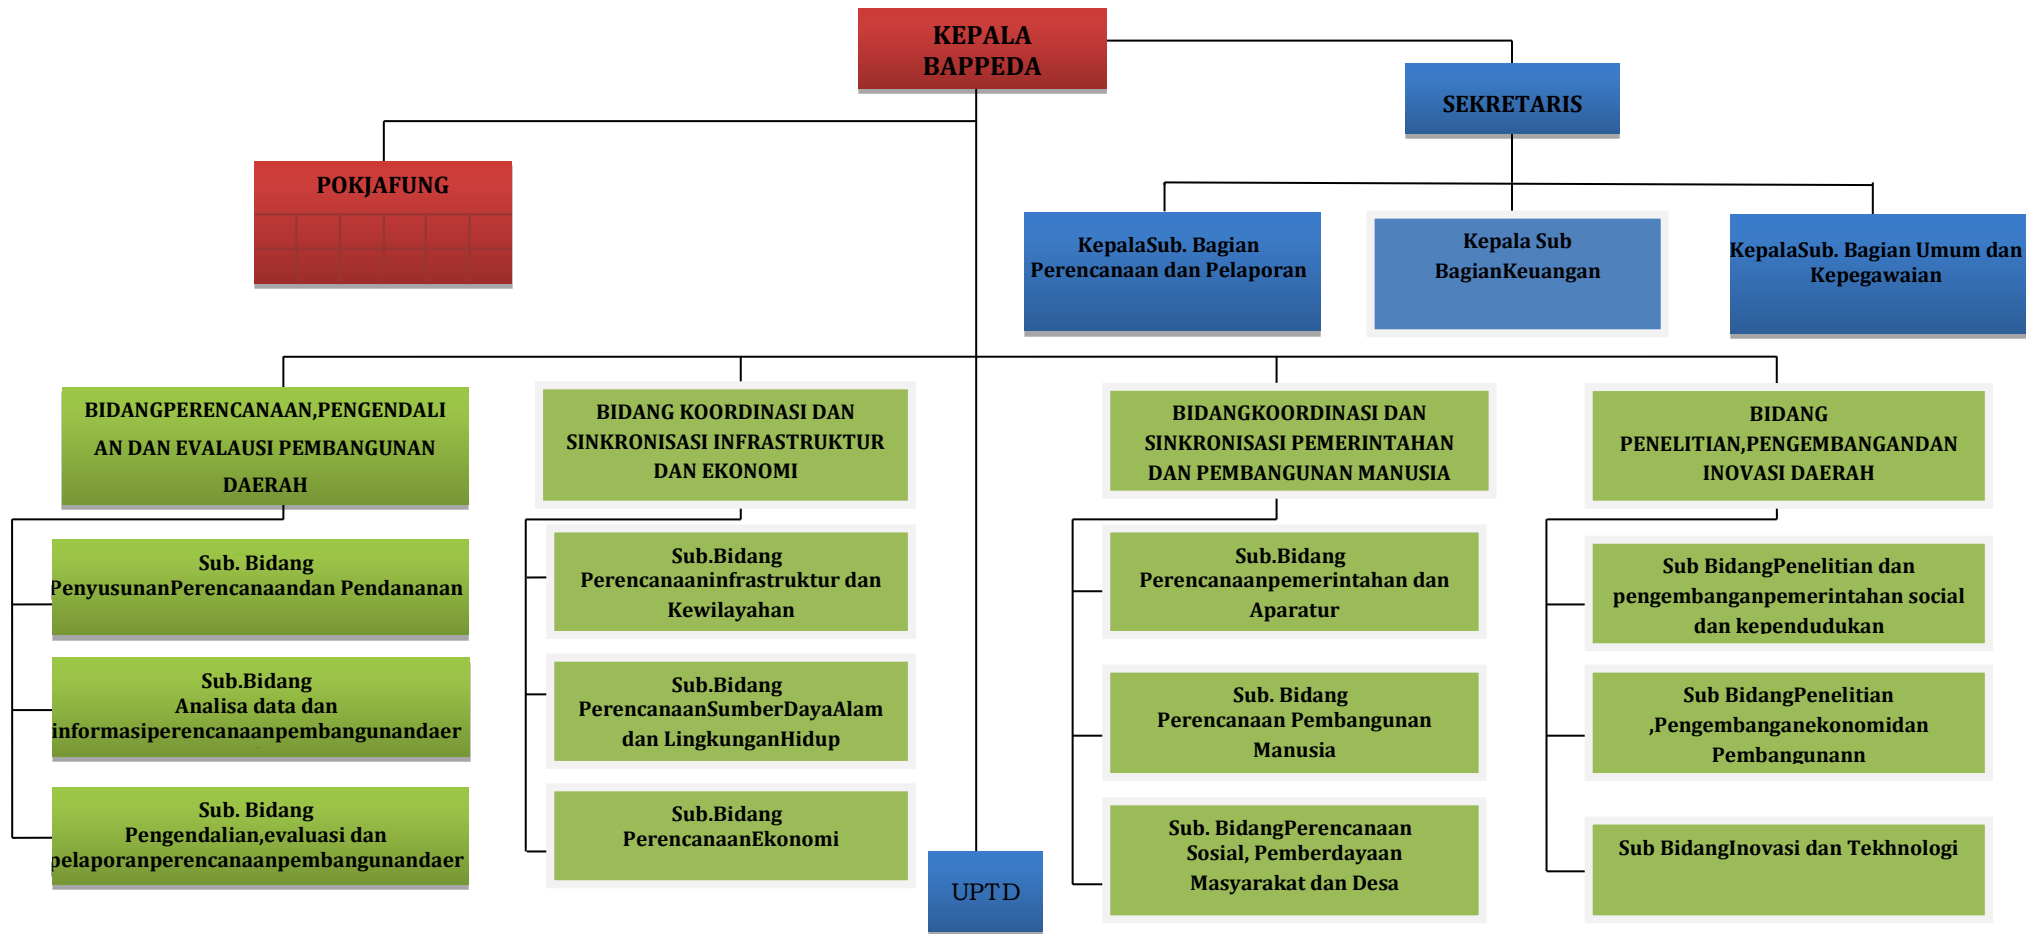 KEPALA
BAPPEDA
SEKRETARIS
POKJAFUNG
KepalaSub. Bagian
Perencanaan dan Pelaporan
Kepala Sub
BagianKeuangan
KepalaSub. Bagian Umum dan
Kepegawaian
BIDANGPERENCANAAN,PENGENDALI
AN DAN EVALAUSI PEMBANGUNAN
DAERAH
BIDANG KOORDINASI DAN
SINKRONISASI INFRASTRUKTUR
DAN EKONOMI
BIDANGKOORDINASI DAN
SINKRONISASI PEMERINTAHAN
DAN PEMBANGUNAN MANUSIA
BIDANG
PENELITIAN,PENGEMBANGANDAN
INOVASI DAERAH
Sub. Bidang
PenyusunanPerencanaandan Pendananan
Sub.Bidang
Analisa data dan
informasiperencanaanpembangunandaer
Sub. Bidang
Pengendalian,evaluasi dan
pelaporanperencanaanpembangunandaer
Sub.Bidang
Perencanaaninfrastruktur dan
Kewilayahan
Sub.Bidang
PerencanaanSumberDayaAlam
dan LingkunganHidup
Sub.Bidang
PerencanaanEkonomi
UPTD
Sub.Bidang
Perencanaanpemerintahan dan
Aparatur
Sub. Bidang
Perencanaan Pembangunan
Manusia
Sub. BidangPerencanaan
Sosial, Pemberdayaan
Masyarakat dan Desa
Sub BidangPenelitian dan
pengembanganpemerintahan social
dan kependudukan
Sub BidangPenelitian
,Pengembanganekonomidan
Pembangunann
Sub BidangInovasi dan Tekhnologi